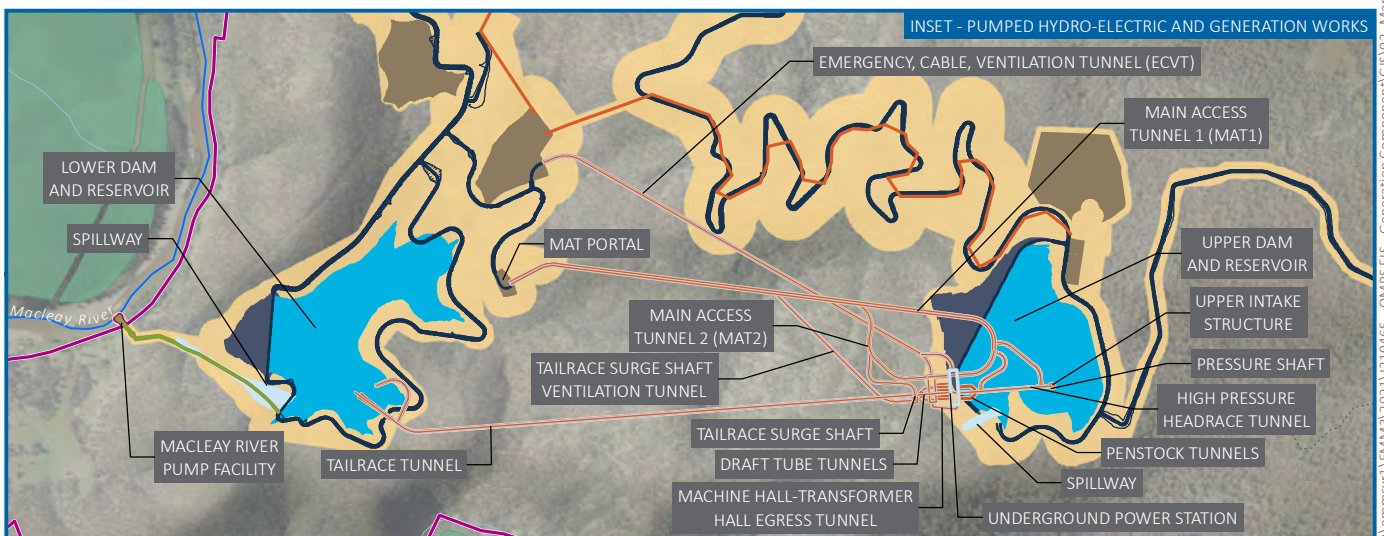 INSET - PUMPED HYDRO-ELECTRIC AND GENERATION WORKS
EMERGENCY, CABLE, VENTILATION TUNNEL (ECVT)
MAIN ACCESS
TUNNEL 1 (MAT1)
LOWER DAM
AND RESERVOIR
SPILLWAY
MAT PORTAL
UPPER DAM
AND RESERVOIR
UPPER INTAKE
STRUCTURE
Macleay River
MAIN ACCESS
TUNNEL 2 (MAT2)
TAILRACE SURGE SHAFT
VENTILATION TUNNEL
PRESSURE SHAFT
HIGH PRESSURE
HEADRACE TUNNEL
MACLEAY RIVER
PUMP FACILITY
TAILRACE TUNNEL
TAILRACE SURGE SHAFT
DRAFT TUBE TUNNELS
PENSTOCK TUNNELS
MACHINE HALL-TRANSFORMER
HALL EGRESS TUNNEL
SPILLWAY
UNDERGROUND POWER STATION